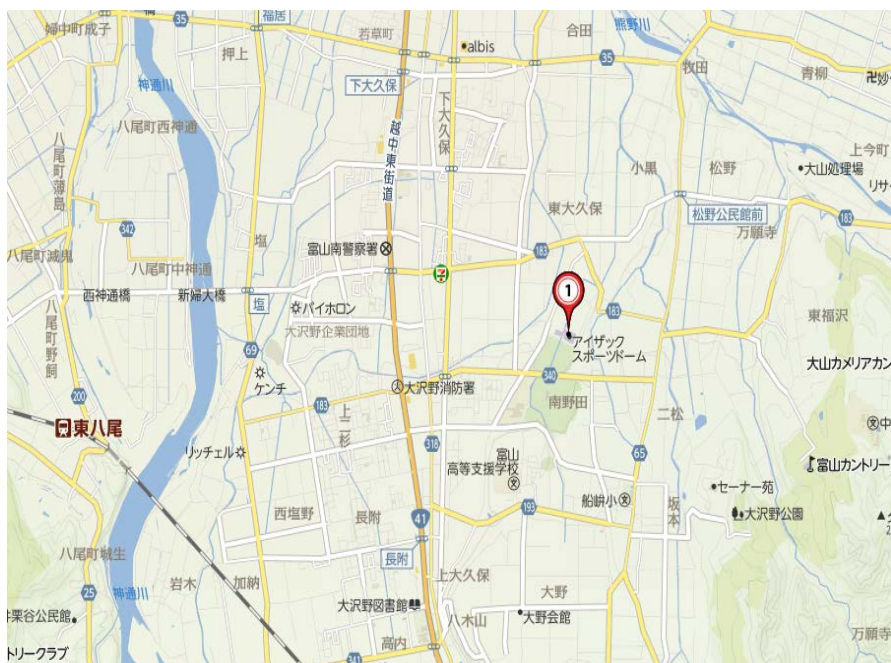 婦中町成子
35
福居
若草町
albis
合田
熊野川
押上
35
牧田
青柳
卍妙
神通川
下大久保
下大久保
八尾町西神通
越中東街道
小黒
松野
上今町
大山処理場
リサ
八尾町薄島
東大久保
松野公民館前
183
342
塩
万願寺
八尾町滅鬼
富山南警察署
183
八尾町中神通
西神通橋
新婦大橋
塩
1
パイホロン
183
東福沢
八尾町野飼
大沢野企業団地
アイザック
スポーツドーム
69
大山カメリアカン
ケンチ
340
200
大沢野消防署
南野田
183
上二杉
二松
文中
東八尾
318
リッチェル
富山
高等支援学校
65
富山カントリー
セーナー苑
西塩野
長附
船峅小
193
坂本
大沢野公園
41
八尾町城生
長附
岩木
加納
上大久保
25
神通川
大野
井栗谷公民館
大沢野図書館
大野会館
八木山
万願寺
トリークラブ
高内
341